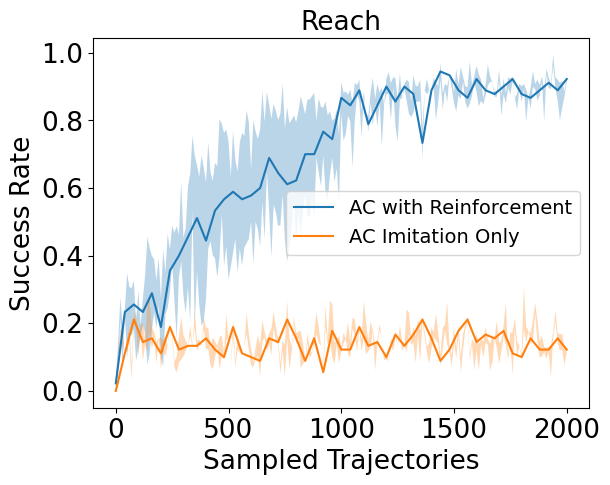 Reach
1.0
0.8
0.6
0.4
0.2
0.0
Success Rate
AC with Reinforcement
AC Imitation Only
0 500 1000 1500 2000
Sampled Trajectories